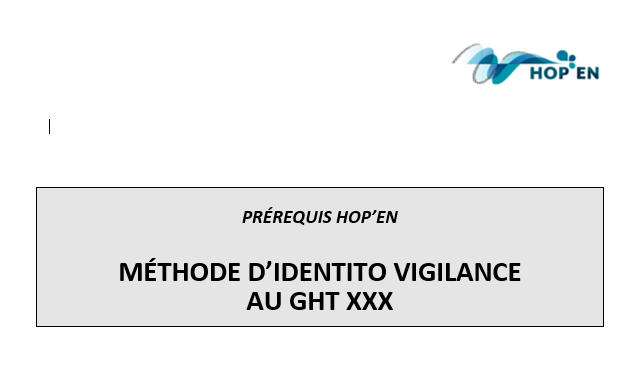 HOP'EN
PRÉREQUIS HOP’EN
MÉTHODE D’IDENTITO VIGILANCE
AU GHT XXX